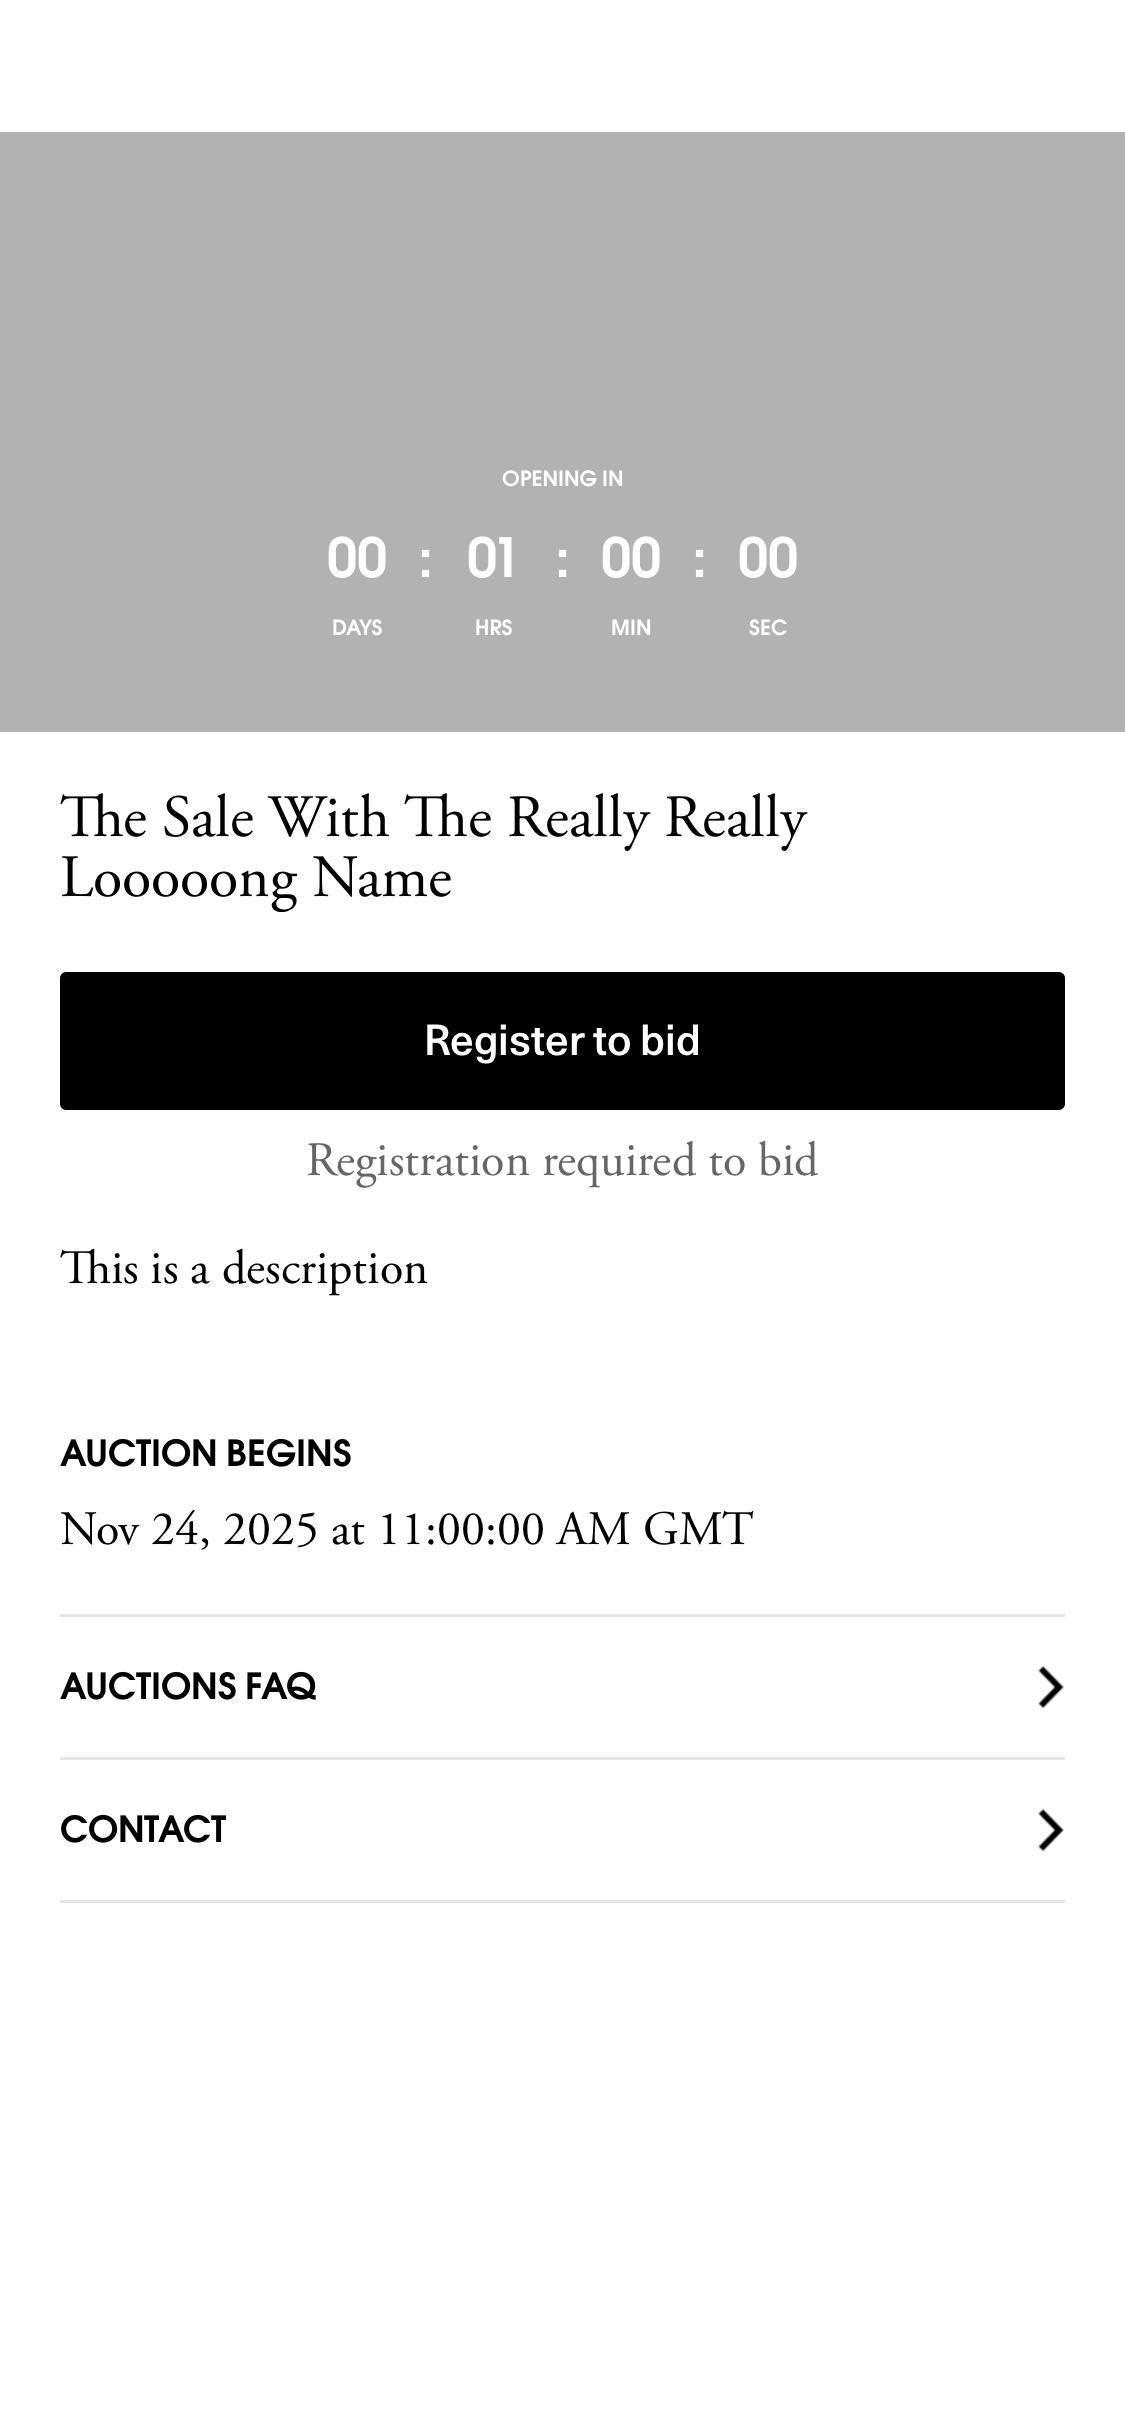 OPENING IN
00 : 01 : 00 : 00
DAYS HRS MIN SEC
The Sale With The Really Really
Looooong Name
Register to bid
Registration required to bid
This is a description
AUCTION BEGINS
Nov 24, 2025 at 11:00:00 AM GMT
AUCTIONS FAQ
CONTACT